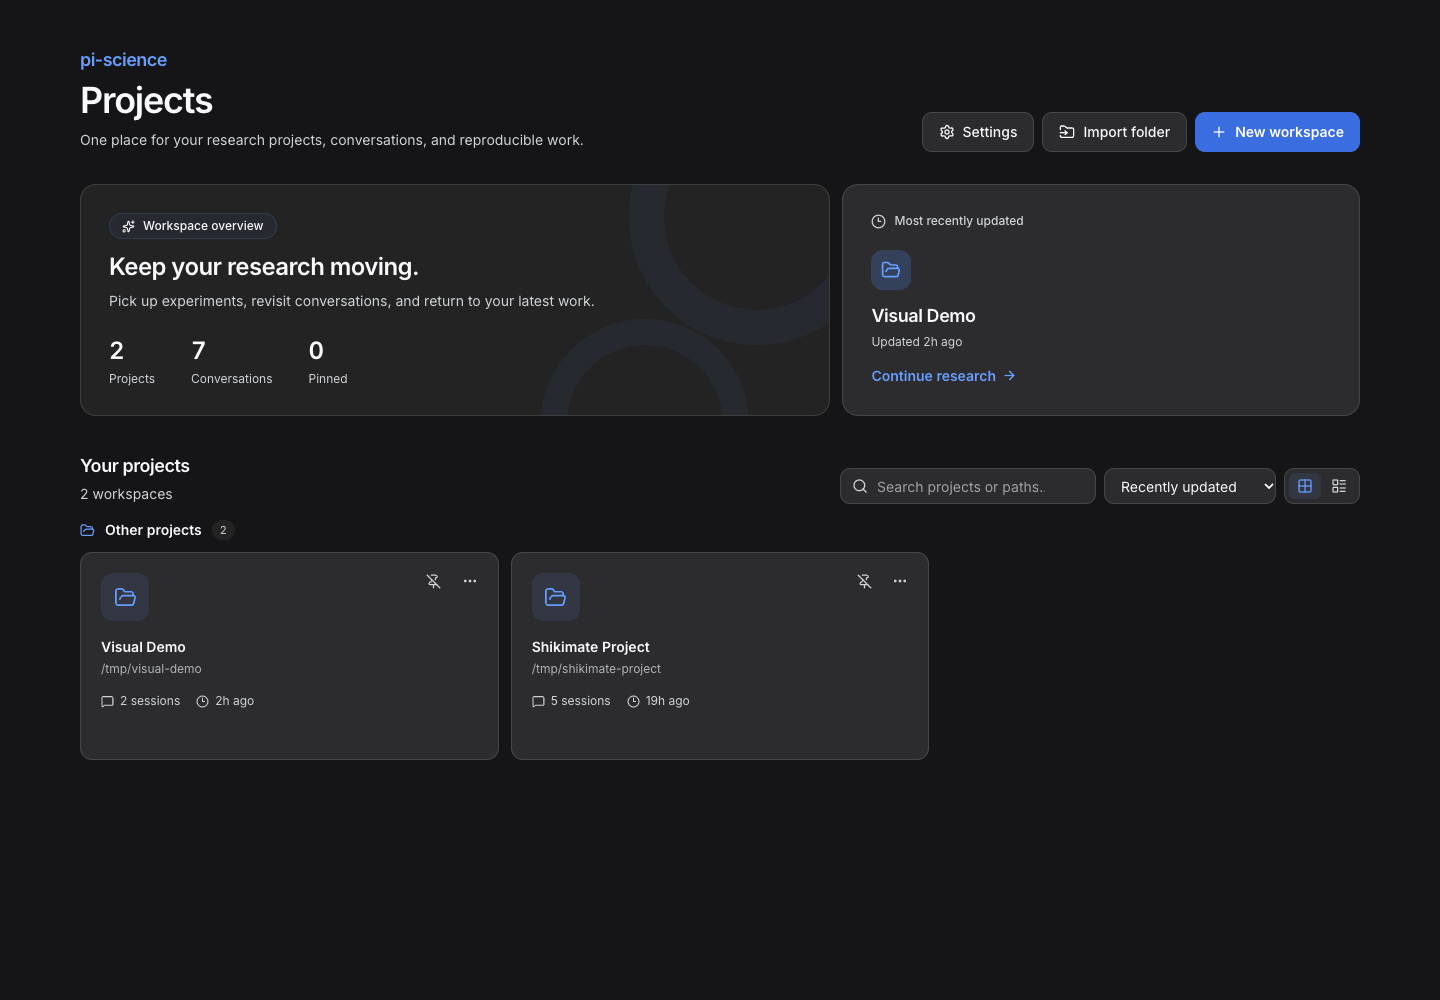 pi-science
Projects
One place for your research projects, conversations, and reproducible work.
Settings
Import folder
New workspace
Workspace overview
Keep your research moving.
Pick up experiments, revisit conversations, and return to your latest work.
2
Projects
7
Conversations
0
Pinned
Most recently updated
Visual Demo
Updated 2h ago
Continue research
Your projects
2 workspaces
Search projects or paths..
Recently updated
Other projects 2
Visual Demo
/tmp/visual-demo
2 sessions 2h ago
Shikimate Project
/tmp/shikimate-project
5 sessions 19h ago